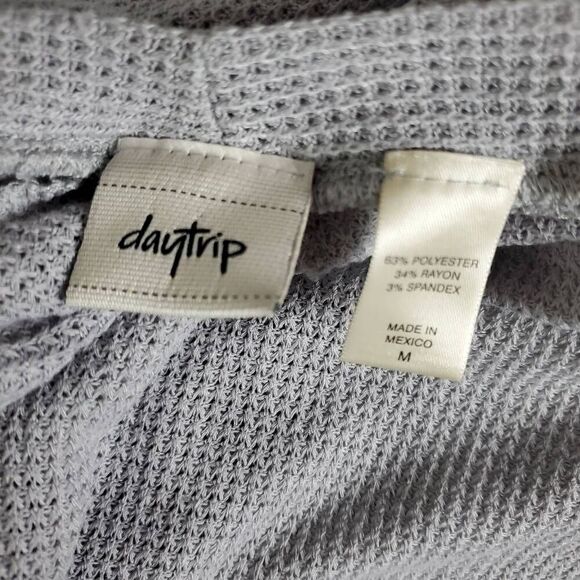 daytrip
63% POLYESTER
34% RAYON
3% SPANDEX
MADE IN
MEXICO
M